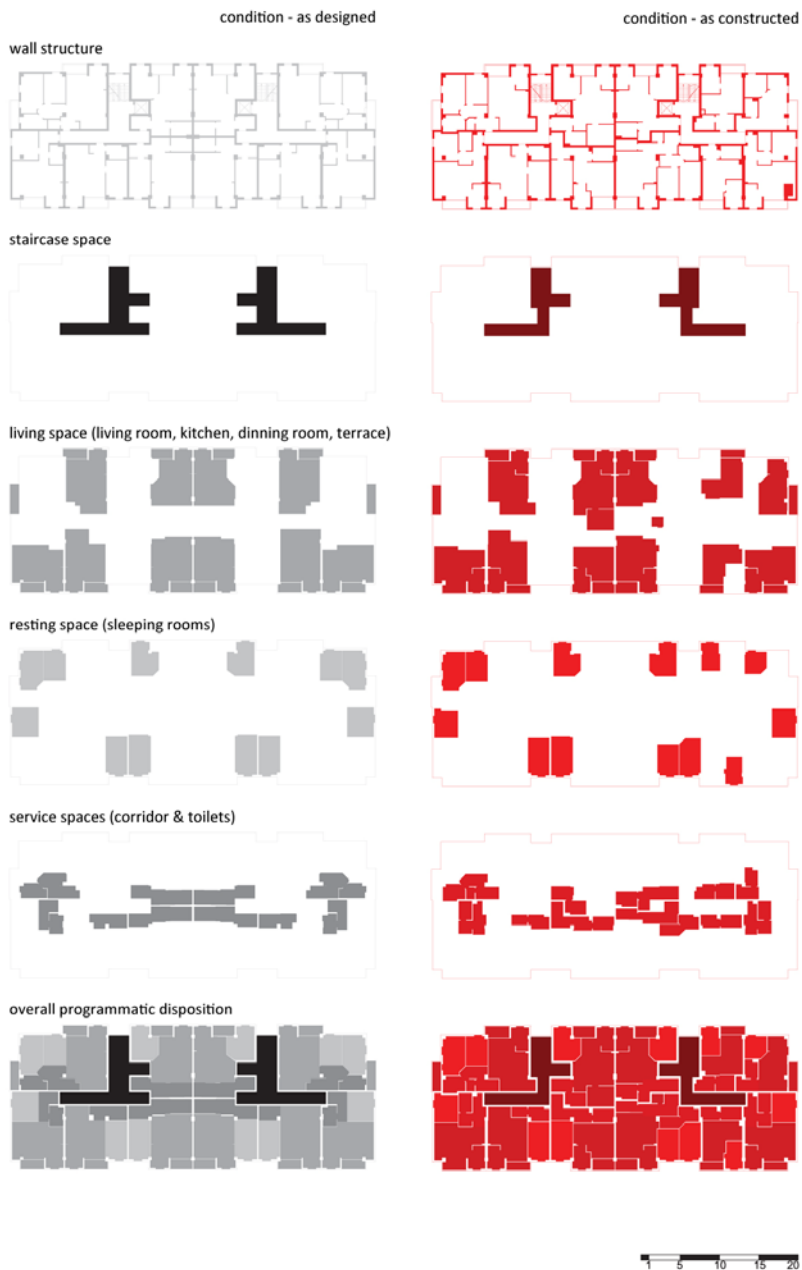 condition - as designed
condition - as constructed
wall structure
staircase space
living space (living room, kitchen, dinning room, terrace)
resting space (sleeping rooms)
service spaces (corridor & toilets)
overall programmatic disposition
1 5 10 15 20